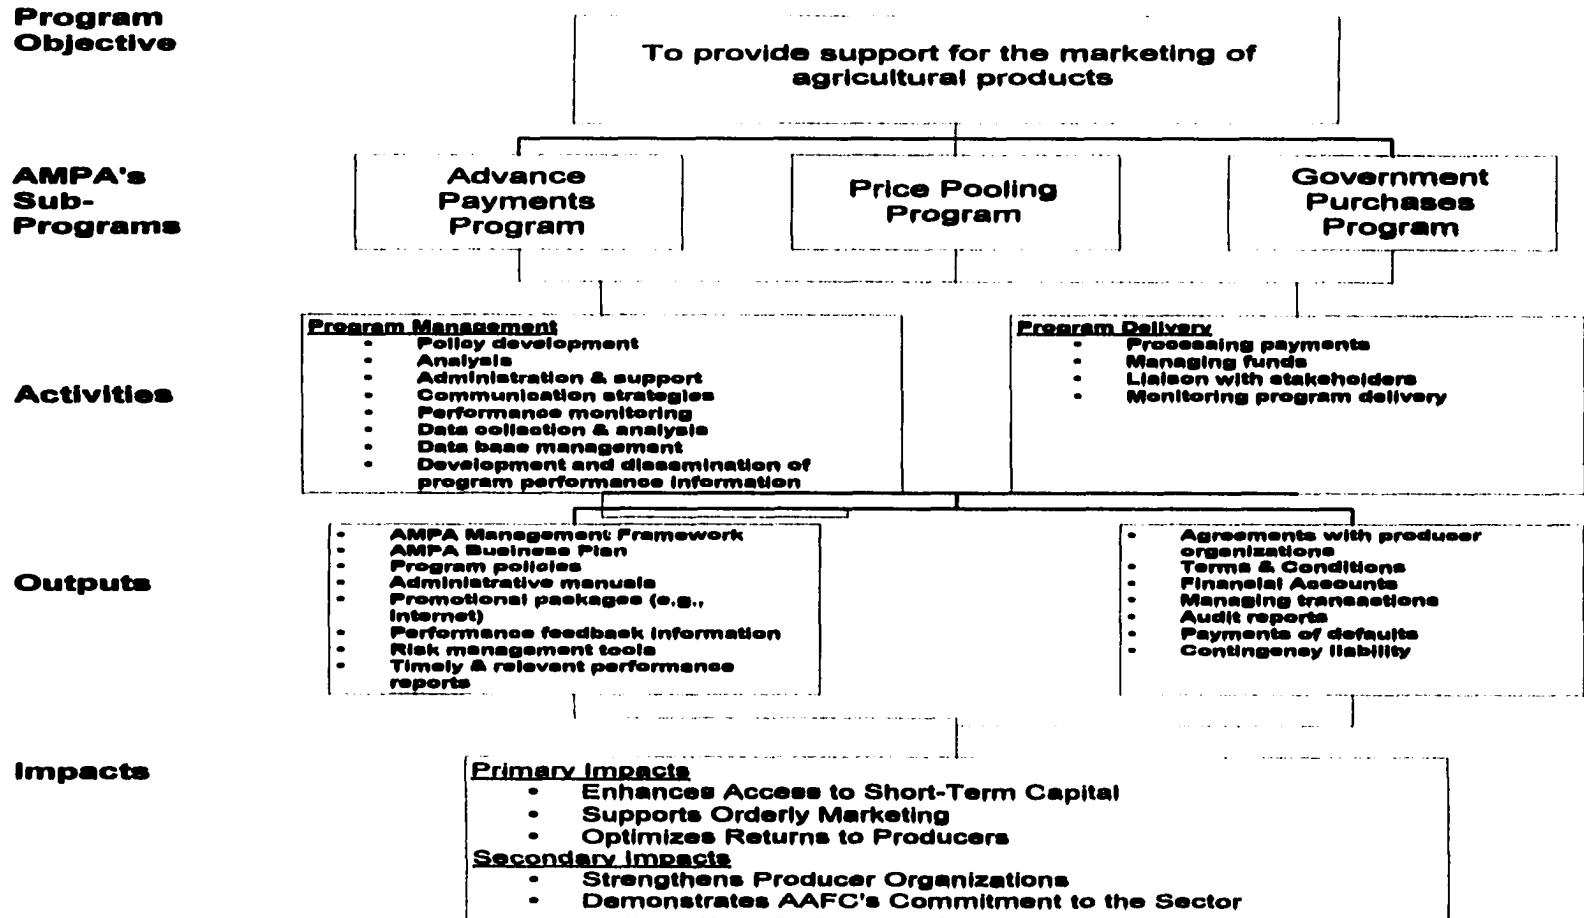 Program
Objective
To provide support for the marketing of
agricultural products
AMPA's
Sub-
Programs
Advance
Payments
Program
Price Pooling
Program
Government
Purchases
Program
Activities
Program Management
• Policy development
• Analysis
• Administration & support
• Communication strategies
• Performance monitoring
• Data collection & analysis
• Data base management
• Development and dissemination of
program performance information
Program Delivery
• Processing payments
• Managing funds
• Liaison with stakeholders
• Monitoring program delivery
Outputs
• AMPA Management Framework
• AMPA Business Plan
• Program policies
• Administrative manuals
• Promotional packages (e.g.,
Internet)
• Performance feedback information
• Risk management tools
• Timely & relevant performance
reports
• Agreements with producer
organizations
• Terms & Conditions
• Financial Accounts
• Managing transactions
• Audit reports
• Payments of defaults
• Contingency liability
Impacts
Primary Impacts
• Enhances Access to Short-Term Capital
• Supports Orderly Marketing
• Optimizes Returns to Producers
Secondary Impacts
• Strengthens Producer Organizations
• Demonstrates AAFC's Commitment to the Sector